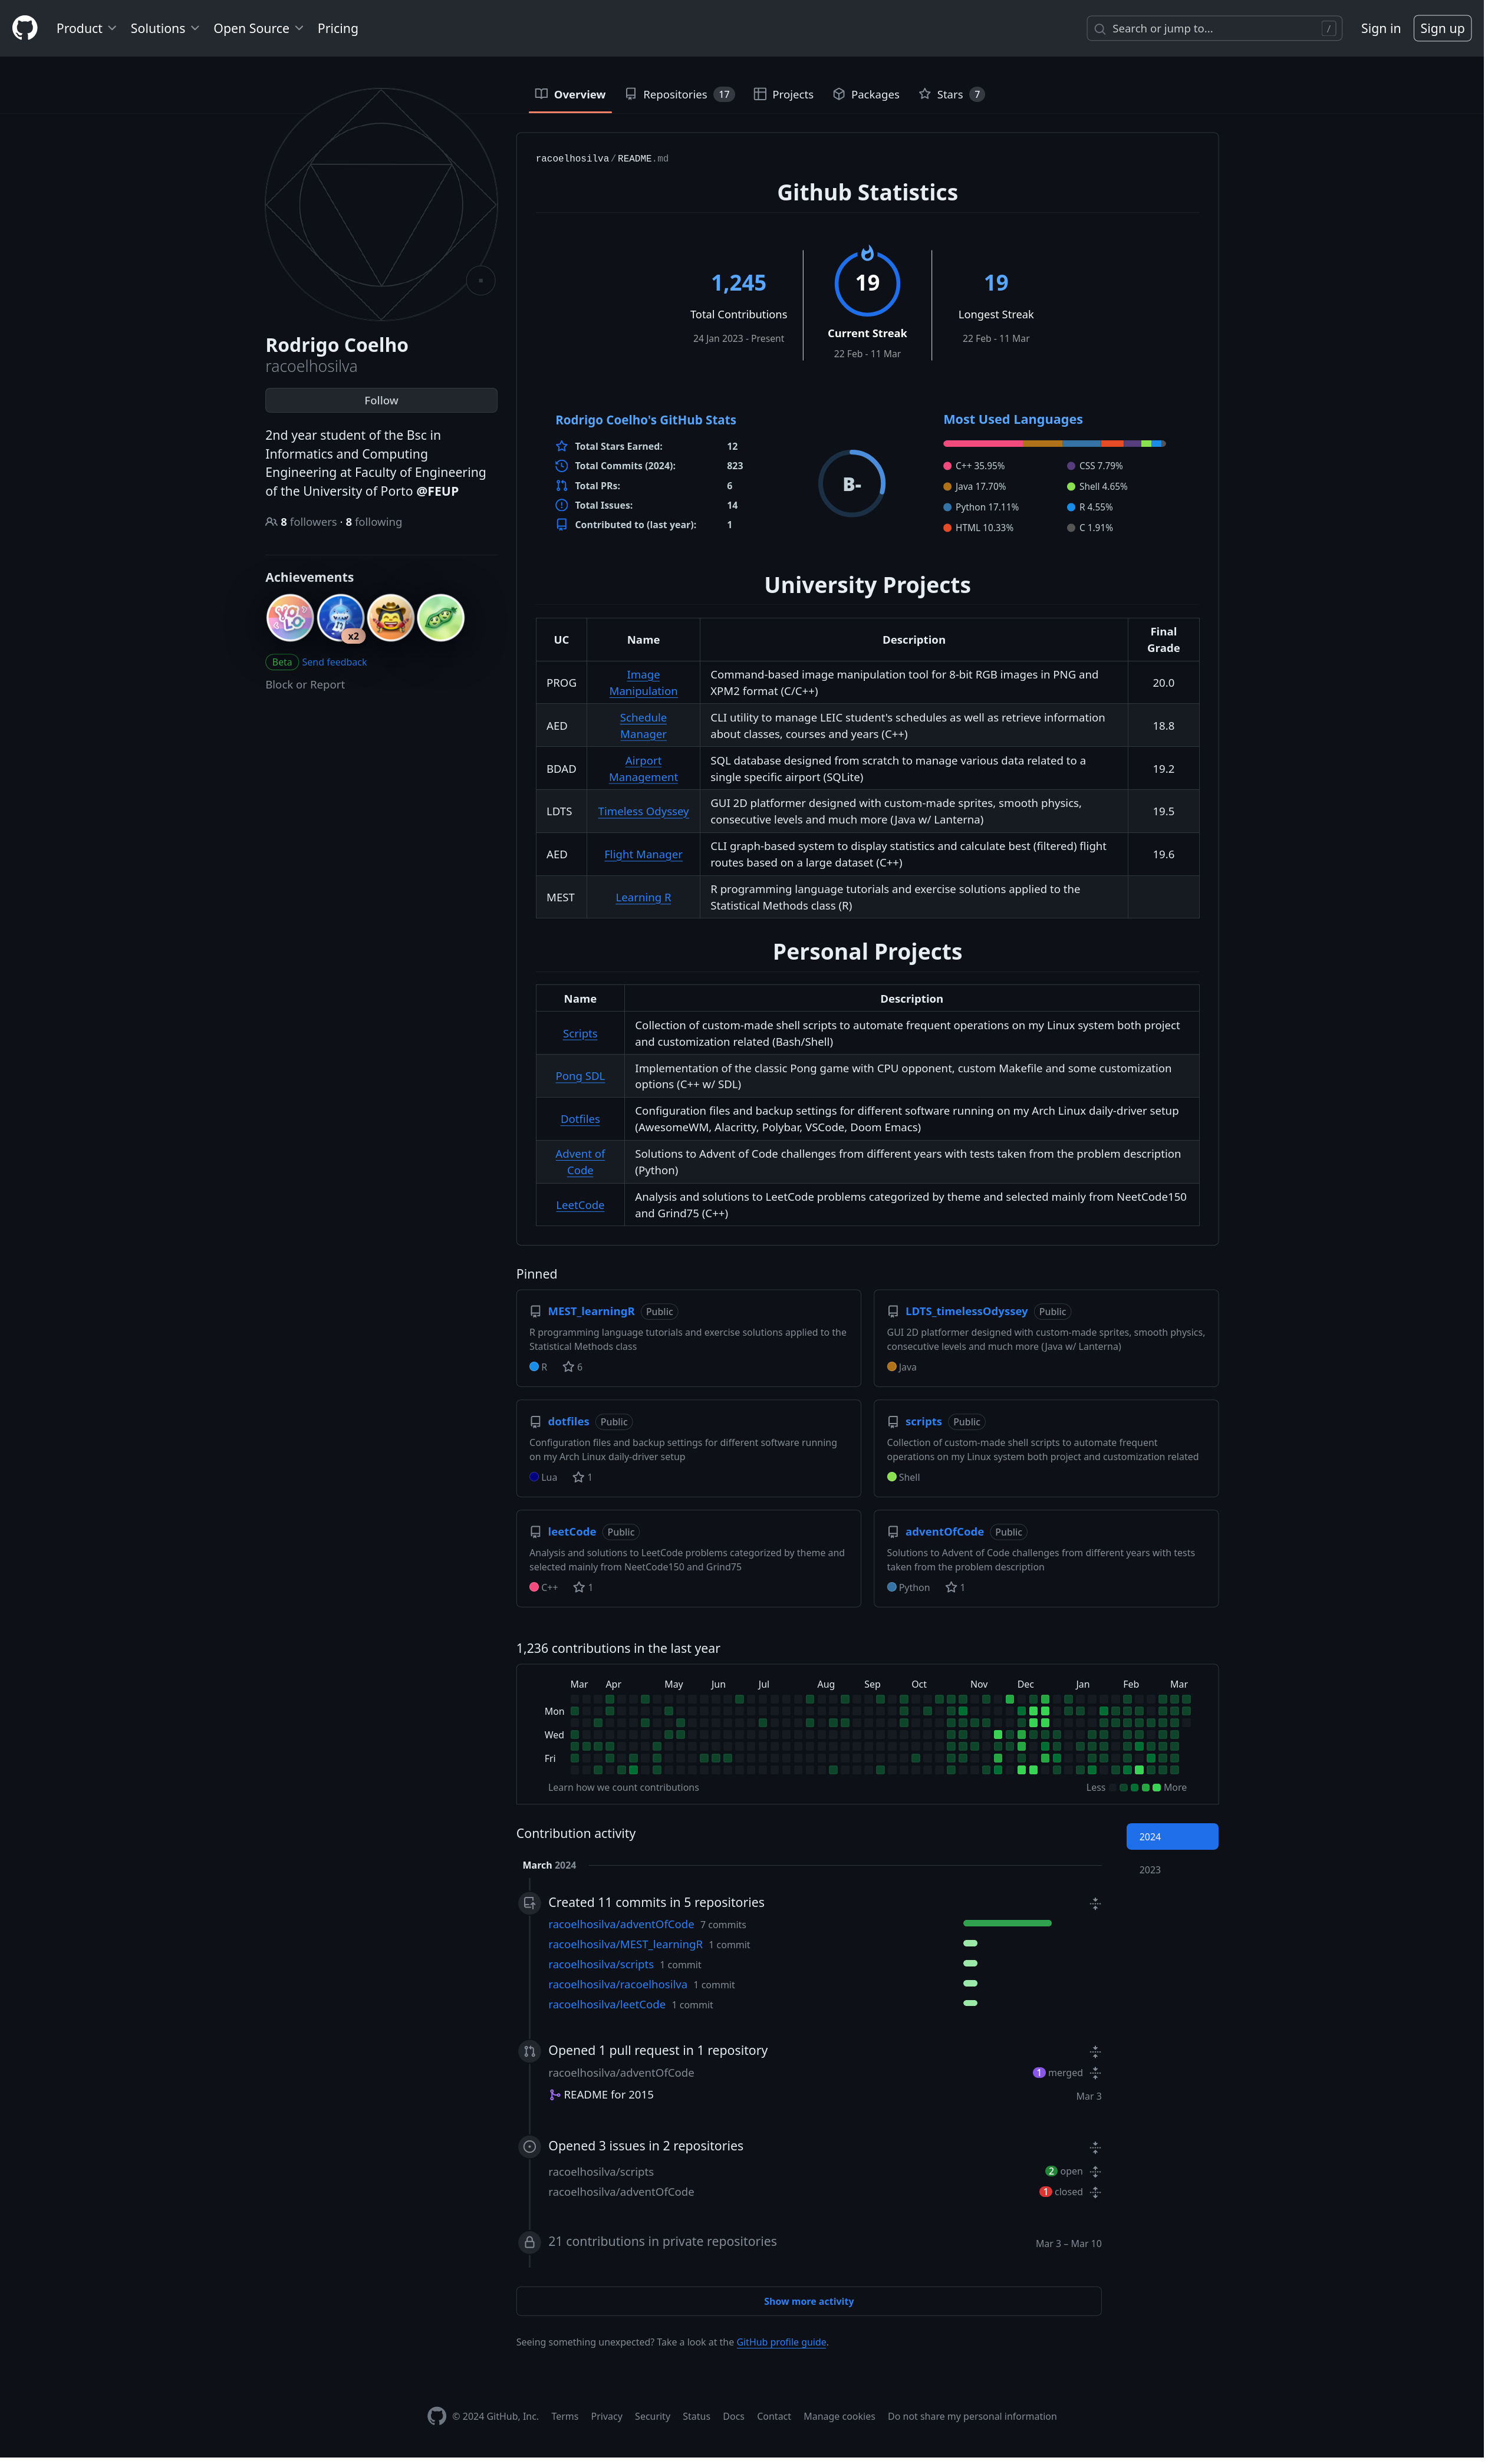 Product Solutions Open Source Pricing Search or jump to... / Sign in Sign up
Overview Repositories 17 Projects Packages Stars 7
Rodrigo Coelho
racoelhosilva
Follow
2nd year student of the Bsc in
Informatics and Computing
Engineering at Faculty of Engineering
of the University of Porto @FEUP
8 followers · 8 following
Achievements
x2
Beta Send feedback
Block or Report
racoelhosilva/README.md
Github Statistics
1,245
Total Contributions
24 Jan 2023 - Present
19
Current Streak
22 Feb - 11 Mar
19
Longest Streak
22 Feb - 11 Mar
Rodrigo Coelho's GitHub Stats
Total Stars Earned: 12
Total Commits (2024): 823
Total PRs: 6
Total Issues: 14
Contributed to (last year): 1
B-
Most Used Languages
C++ 35.95% CSS 7.79%
Java 17.70% Shell 4.65%
Python 17.11% R 4.55%
HTML 10.33% C 1.91%
University Projects
UC Name Description Final
Grade
PROG Image
Manipulation
Command-based image manipulation tool for 8-bit RGB images in PNG and
XPM2 format (C/C++)
20.0
AED Schedule
Manager
CLI utility to manage LEIC student's schedules as well as retrieve information
about classes, courses and years (C++)
18.8
BDAD Airport
Management
SQL database designed from scratch to manage various data related to a
single specific airport (SQLite)
19.2
LDTS Timeless Odyssey
GUI 2D platformer designed with custom-made sprites, smooth physics,
consecutive levels and much more (Java w/ Lanterna)
19.5
AED Flight Manager
CLI graph-based system to display statistics and calculate best (filtered) flight
routes based on a large dataset (C++)
19.6
MEST Learning R
R programming language tutorials and exercise solutions applied to the
Statistical Methods class (R)
Personal Projects
Name Description
Scripts
Collection of custom-made shell scripts to automate frequent operations on my Linux system both project
and customization related (Bash/Shell)
Pong SDL
Implementation of the classic Pong game with CPU opponent, custom Makefile and some customization
options (C++ w/ SDL)
Dotfiles
Configuration files and backup settings for different software running on my Arch Linux daily-driver setup
(AwesomeWM, Alacritty, Polybar, VSCode, Doom Emacs)
Advent of
Code
Solutions to Advent of Code challenges from different years with tests taken from the problem description
(Python)
LeetCode
Analysis and solutions to LeetCode problems categorized by theme and selected mainly from NeetCode150
and Grind75 (C++)
Pinned
MEST_learningR Public
R programming language tutorials and exercise solutions applied to the
Statistical Methods class
R 6
LDTS_timelessOdyssey Public
GUI 2D platformer designed with custom-made sprites, smooth physics,
consecutive levels and much more (Java w/ Lanterna)
Java
dotfiles Public
Configuration files and backup settings for different software running
on my Arch Linux daily-driver setup
Lua 1
scripts Public
Collection of custom-made shell scripts to automate frequent
operations on my Linux system both project and customization related
Shell
leetCode Public
Analysis and solutions to LeetCode problems categorized by theme and
selected mainly from NeetCode150 and Grind75
C++ 1
adventOfCode Public
Solutions to Advent of Code challenges from different years with tests
taken from the problem description
Python 1
1,236 contributions in the last year
Mar Apr May Jun Jul Aug Sep Oct Nov Dec Jan Feb Mar
Mon
Wed
Fri
Learn how we count contributions Less More
Contribution activity
2024
2023
March 2024
Created 11 commits in 5 repositories
racoelhosilva/adventOfCode 7 commits
racoelhosilva/MEST_learningR 1 commit
racoelhosilva/scripts 1 commit
racoelhosilva/racoelhosilva 1 commit
racoelhosilva/leetCode 1 commit
Opened 1 pull request in 1 repository
racoelhosilva/adventOfCode 1 merged
README for 2015 Mar 3
Opened 3 issues in 2 repositories
racoelhosilva/scripts 2 open
racoelhosilva/adventOfCode 1 closed
21 contributions in private repositories Mar 3 – Mar 10
Show more activity
Seeing something unexpected? Take a look at the GitHub profile guide.
© 2024 GitHub, Inc. Terms Privacy Security Status Docs Contact Manage cookies Do not share my personal information